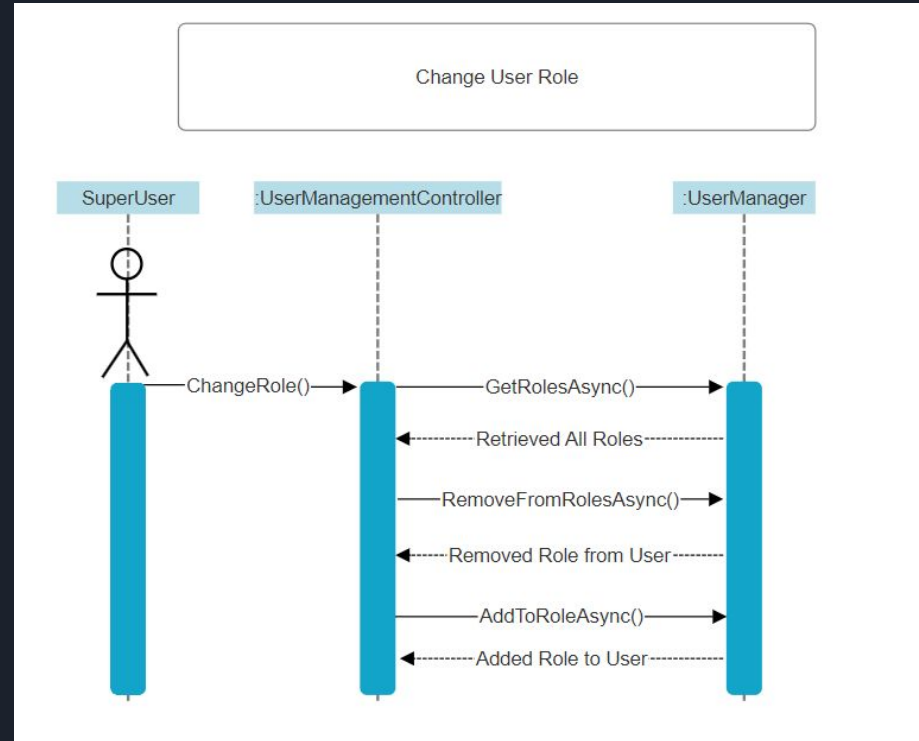 Change User Role
SuperUser
:UserManagementController
:UserManager
ChangeRole()
GetRolesAsync()
Retrieved All Roles
RemoveFromRolesAsync()
Removed Role from User
AddToRoleAsync()
Added Role to User